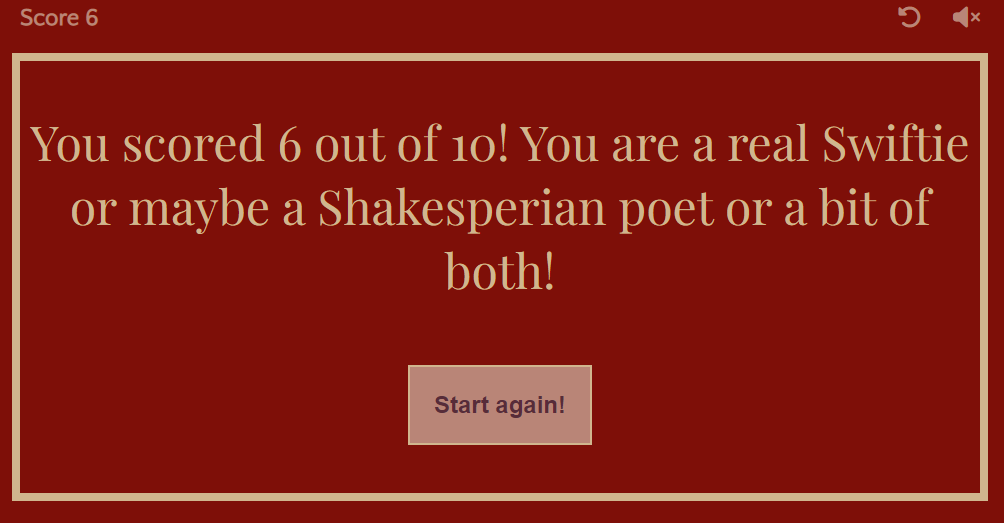 Score 6
You scored 6 out of 10! You are a real Swiftie
or maybe a Shakesperian poet or a bit of
both!
Start again!